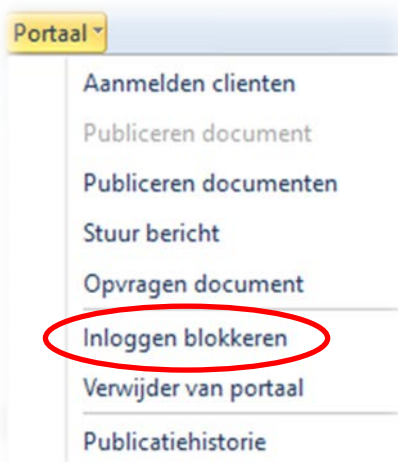 Portaal
Aanmelden clienten
Publiceren document
Publiceren documenten
Stuur bericht
Opvragen document
Inloggen blokkeren
Verwijder van portaal
Publicatiehistorie